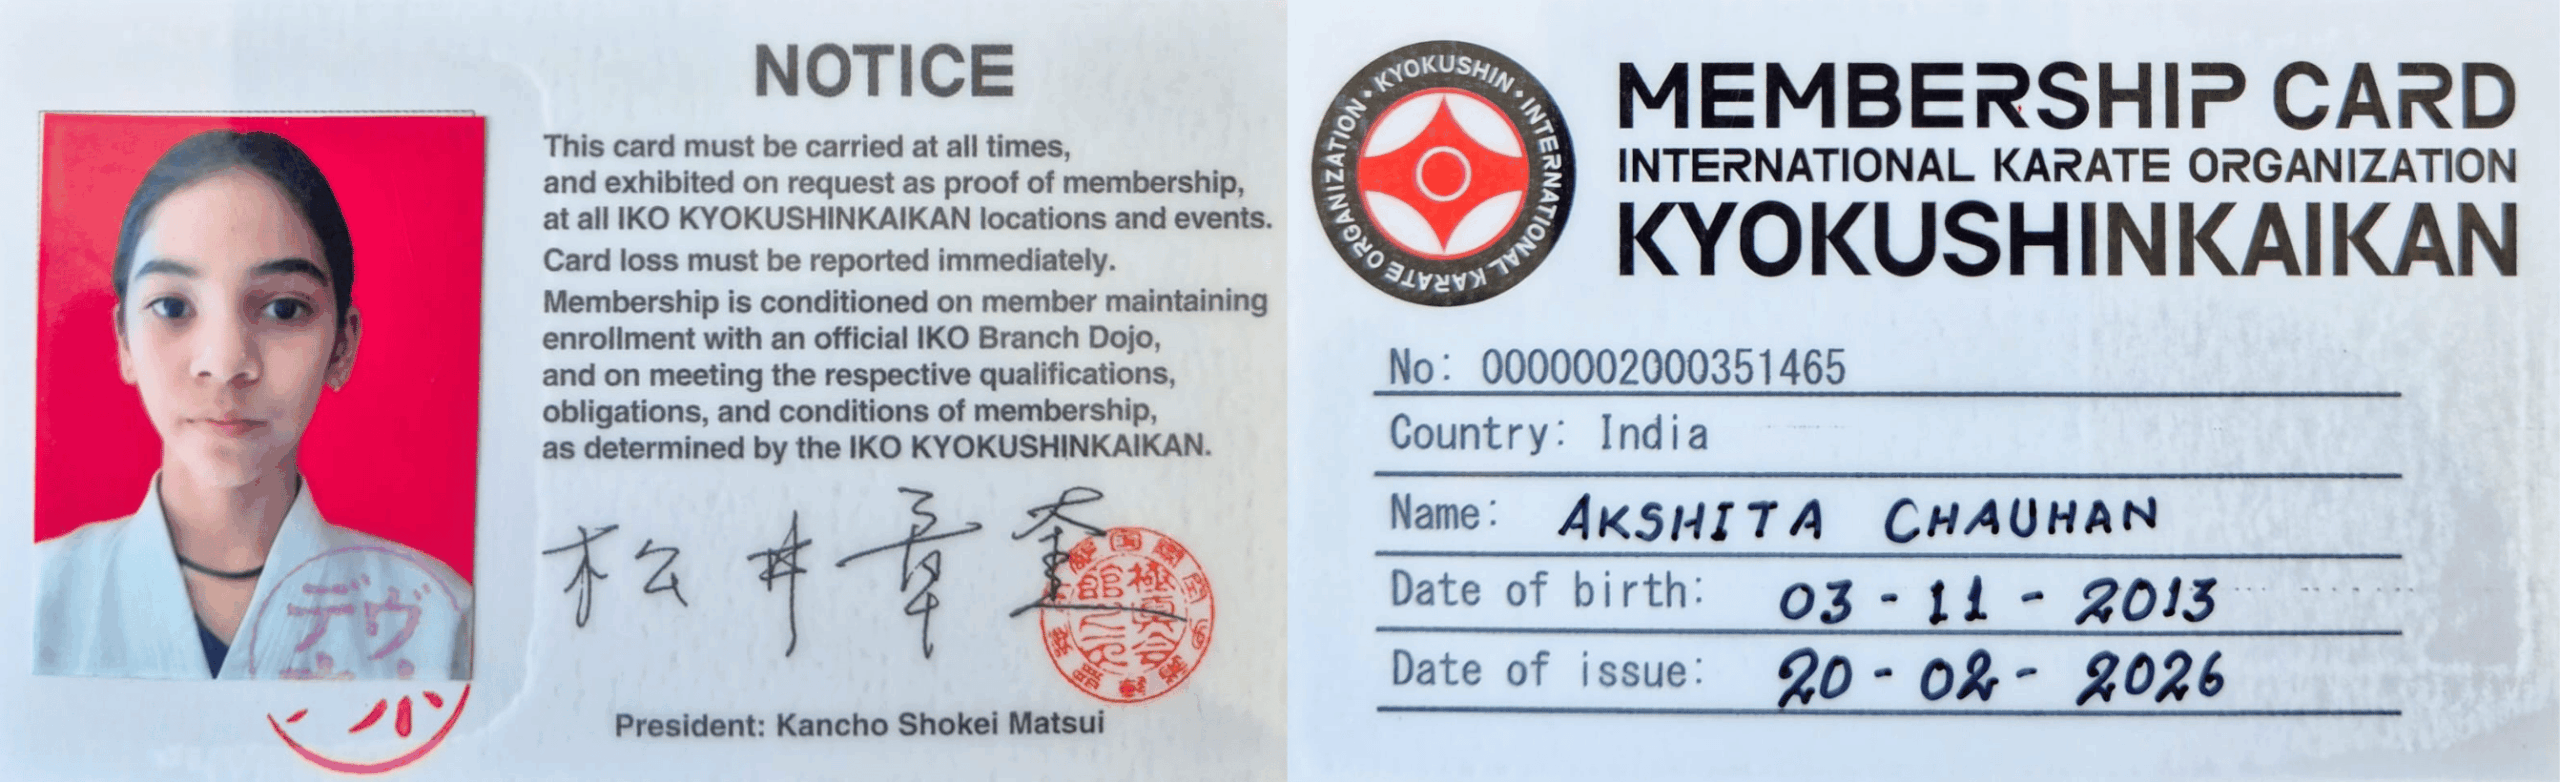 NOTICE
This card must be carried at all times,
and exhibited on request as proof of membership,
at all IKO KYOKUSHINKAIKAN locations and events.
Card loss must be reported immediately.
Membership is conditioned on member maintaining
enrollment with an official IKO Branch Dojo,
and on meeting the respective qualifications,
obligations, and conditions of membership,
as determined by the IKO KYOKUSHINKAIKAN.
松井章奎
President: Kancho Shokei Matsui
デヴ
KYOKUSHIN • INTERNATIONAL KARATE ORGANIZATION •
MEMBERSHIP CARD
INTERNATIONAL KARATE ORGANIZATION
KYOKUSHINKAIKAN
No: 0000002000351465
Country: India
Name: AKSHITA CHAUHAN
Date of birth: 03 - 11 - 2013
Date of issue: 20 - 02 - 2026